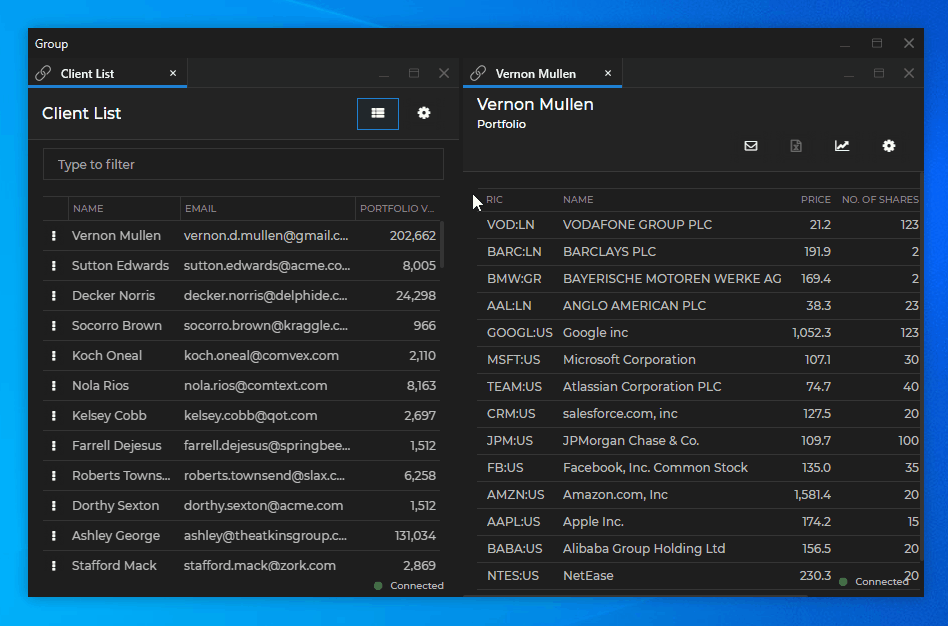 Group
Client List
Client List
Type to filter
NAME EMAIL PORTFOLIO V...
Vernon Mullen vernon.d.mullen@gmail.c... 202,662
Sutton Edwards sutton.edwards@acme.co... 8,005
Decker Norris decker.norris@delphide.c... 24,298
Socorro Brown socorro.brown@kraggle.c... 966
Koch Oneal koch.oneal@comvex.com 2,110
Nola Rios nola.rios@comtext.com 8,163
Kelsey Cobb kelsey.cobb@qot.com 2,697
Farrell Dejesus farrell.dejesus@springbee... 1,512
Roberts Towns... roberts.townsend@slax.c... 6,258
Dorthy Sexton dorthy.sexton@acme.com 1,512
Ashley George ashley@theatkinsgroup.c... 131,034
Stafford Mack stafford.mack@zork.com 2,869
Connected
Vernon Mullen
Vernon Mullen
Portfolio
RIC NAME PRICE NO. OF SHARES
VOD:LN VODAFONE GROUP PLC 21.2 123
BARC:LN BARCLAYS PLC 191.9 2
BMW:GR BAYERISCHE MOTOREN WERKE AG 169.4 2
AAL:LN ANGLO AMERICAN PLC 38.3 23
GOOGL:US Google inc 1,052.3 123
MSFT:US Microsoft Corporation 107.1 30
TEAM:US Atlassian Corporation PLC 74.7 40
CRM:US salesforce.com, inc 127.5 20
JPM:US JPMorgan Chase & Co. 109.7 100
FB:US Facebook, Inc. Common Stock 135.0 35
AMZN:US Amazon.com, Inc 1,581.4 20
AAPL:US Apple Inc. 174.2 15
BABA:US Alibaba Group Holding Ltd 156.5 20
NTES:US NetEase 230.3 20
Connected